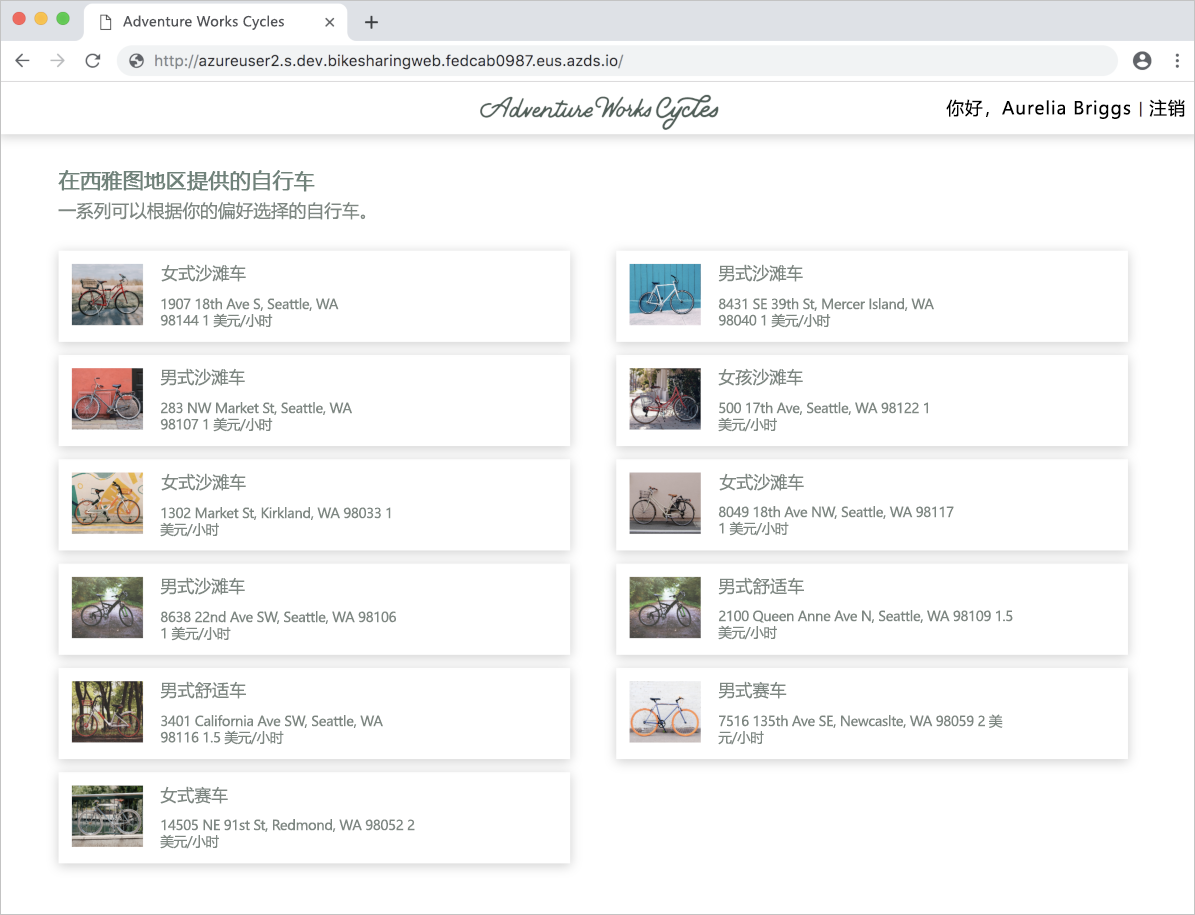 Adventure Works Cycles
http://azureuser2.s.dev.bikesharingweb.fedcab0987.eus.azds.io/
Adventure Works Cycles
你好，Aurelia Briggs | 注销
在西雅图地区提供的自行车
一系列可以根据你的偏好选择的自行车。
女式沙滩车
1907 18th Ave S, Seattle, WA
98144 1 美元/小时
男式沙滩车
8431 SE 39th St, Mercer Island, WA
98040 1 美元/小时
男式沙滩车
283 NW Market St, Seattle, WA
98107 1 美元/小时
女孩沙滩车
500 17th Ave, Seattle, WA 98122 1
美元/小时
女式沙滩车
1302 Market St, Kirkland, WA 98033 1
美元/小时
女式沙滩车
8049 18th Ave NW, Seattle, WA 98117
1 美元/小时
男式沙滩车
8638 22nd Ave SW, Seattle, WA 98106
1 美元/小时
男式舒适车
2100 Queen Anne Ave N, Seattle, WA 98109 1.5
美元/小时
男式舒适车
3401 California Ave SW, Seattle, WA
98116 1.5 美元/小时
男式赛车
7516 135th Ave SE, Newcaslte, WA 98059 2 美
元/小时
女式赛车
14505 NE 91st St, Redmond, WA 98052 2
美元/小时